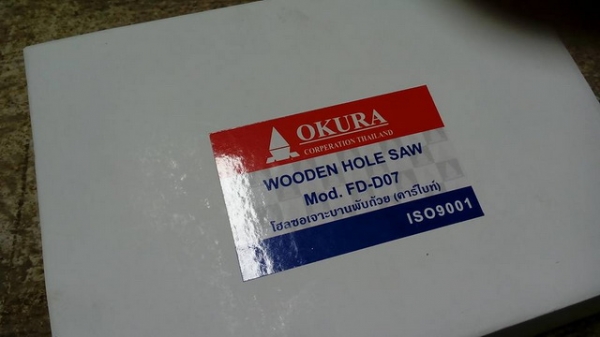 OKURA
CORPERATION THAILAND
WOODEN HOLE SAW
Mod. FD-D07
โฮลซอเจาะบานพับถ้วย (คาร์ไบท์)
ISO9001